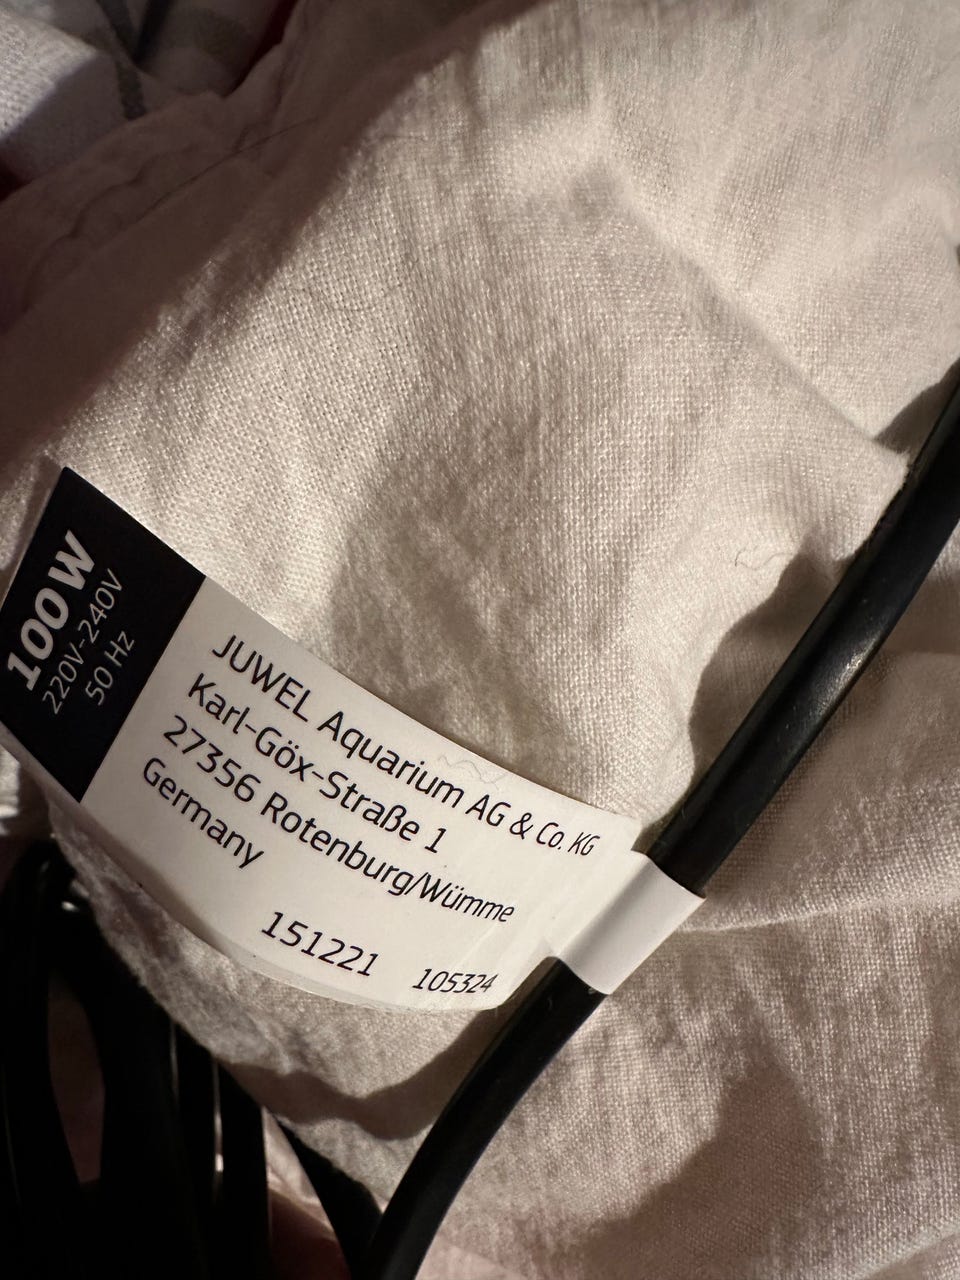 100W
220V-240V
50 Hz
JUWEL Aquarium AG & Co. KG
Karl-Göx-Straße 1
27356 Rotenburg/Wümme
Germany
151221
105324